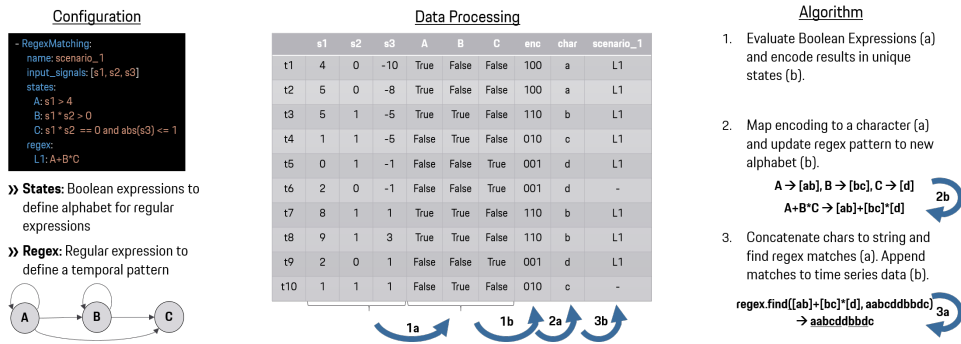 Configuration
- RegexMatching:
name: scenario_1
input_signals: [s1, s2, s3]
states:
A: s1 > 4
B: s1 * s2 > 0
C: s1 * s2 == 0 and abs(s3) <= 1
regex:
L1: A+B*C
» States: Boolean expressions to
define alphabet for regular
expressions
» Regex: Regular expression to
define a temporal pattern
A B C
Data Processing
s1 s2 s3 A B C enc char scenario_1
t1 4 0 -10 True False False 100 a L1
t2 5 0 -8 True False False 100 a L1
t3 5 1 -5 True True False 110 b L1
t4 1 1 -5 False True False 010 c L1
t5 0 1 -1 False False True 001 d L1
t6 2 0 -1 False False True 001 d -
t7 8 1 1 True True False 110 b L1
t8 9 1 3 True True False 110 b L1
t9 2 0 1 False False True 001 d L1
t10 1 1 1 False True False 010 c -
1a 1b 2a 3b
Algorithm
1. Evaluate Boolean Expressions (a)
and encode results in unique
states (b).
2. Map encoding to a character (a)
and update regex pattern to new
alphabet (b).
A → [ab], B → [bc], C → [d]
A+B*C → [ab]+[bc]*[d]
2b
3. Concatenate chars to string and
find regex matches (a). Append
matches to time series data (b).
regex.find([ab]+[bc]*[d], aabcddbbdc)
→ aabcddbbdc
3a